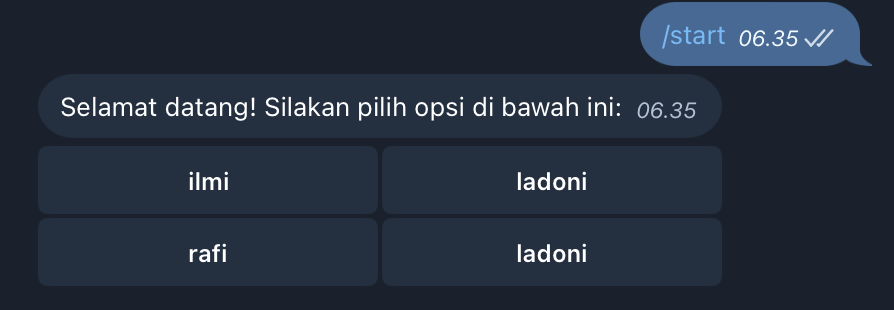 /start 06.35
Selamat datang! Silakan pilih opsi di bawah ini: 06.35
ilmi ladoni
rafi ladoni